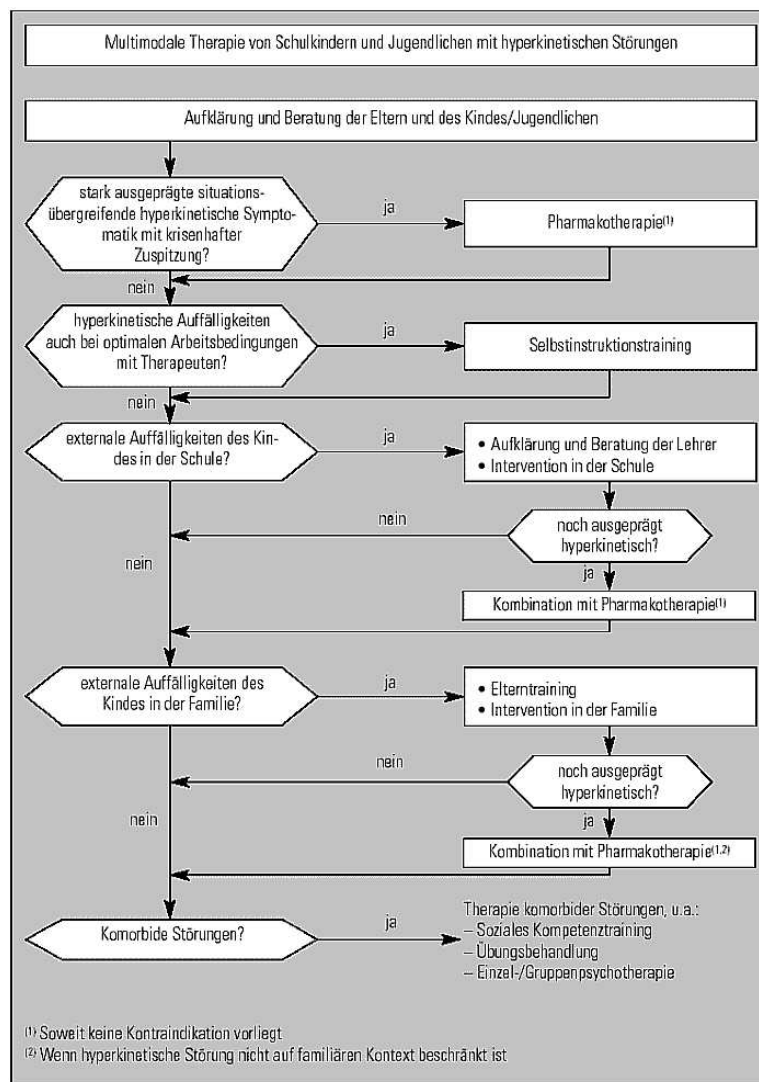 Multimodale Therapie von Schulkindern und Jugendlichen mit hyperkinetischen Störungen
Aufklärung und Beratung der Eltern und des Kindes/Jugendlichen
stark ausgeprägte situations-
übergreifende hyperkinetische Sympto-
matik mit krisenhafter
Zuspitzung?
ja
Pharmakotherapie(1)
nein
hyperkinetische Auffälligkeiten
auch bei optimalen Arbeitsbedingungen
mit Therapeuten?
ja
Selbstinstruktionstraining
nein
externale Auffälligkeiten des Kin-
des in der Schule?
ja
• Aufklärung und Beratung der Lehrer
• Intervention in der Schule
nein
noch ausgeprägt
hyperkinetisch?
nein
ja
Kombination mit Pharmakotherapie(1)
externale Auffälligkeiten des
Kindes in der Familie?
ja
• Elterntraining
• Intervention in der Familie
nein
noch ausgeprägt
hyperkinetisch?
nein
ja
Kombination mit Pharmakotherapie(1,2)
Komorbide Störungen?
ja
Therapie komorbider Störungen, u.a.:
– Soziales Kompetenztraining
– Übungsbehandlung
– Einzel-/Gruppenpsychotherapie
(1) Soweit keine Kontraindikation vorliegt
(2) Wenn hyperkinetische Störung nicht auf familiären Kontext beschränkt ist